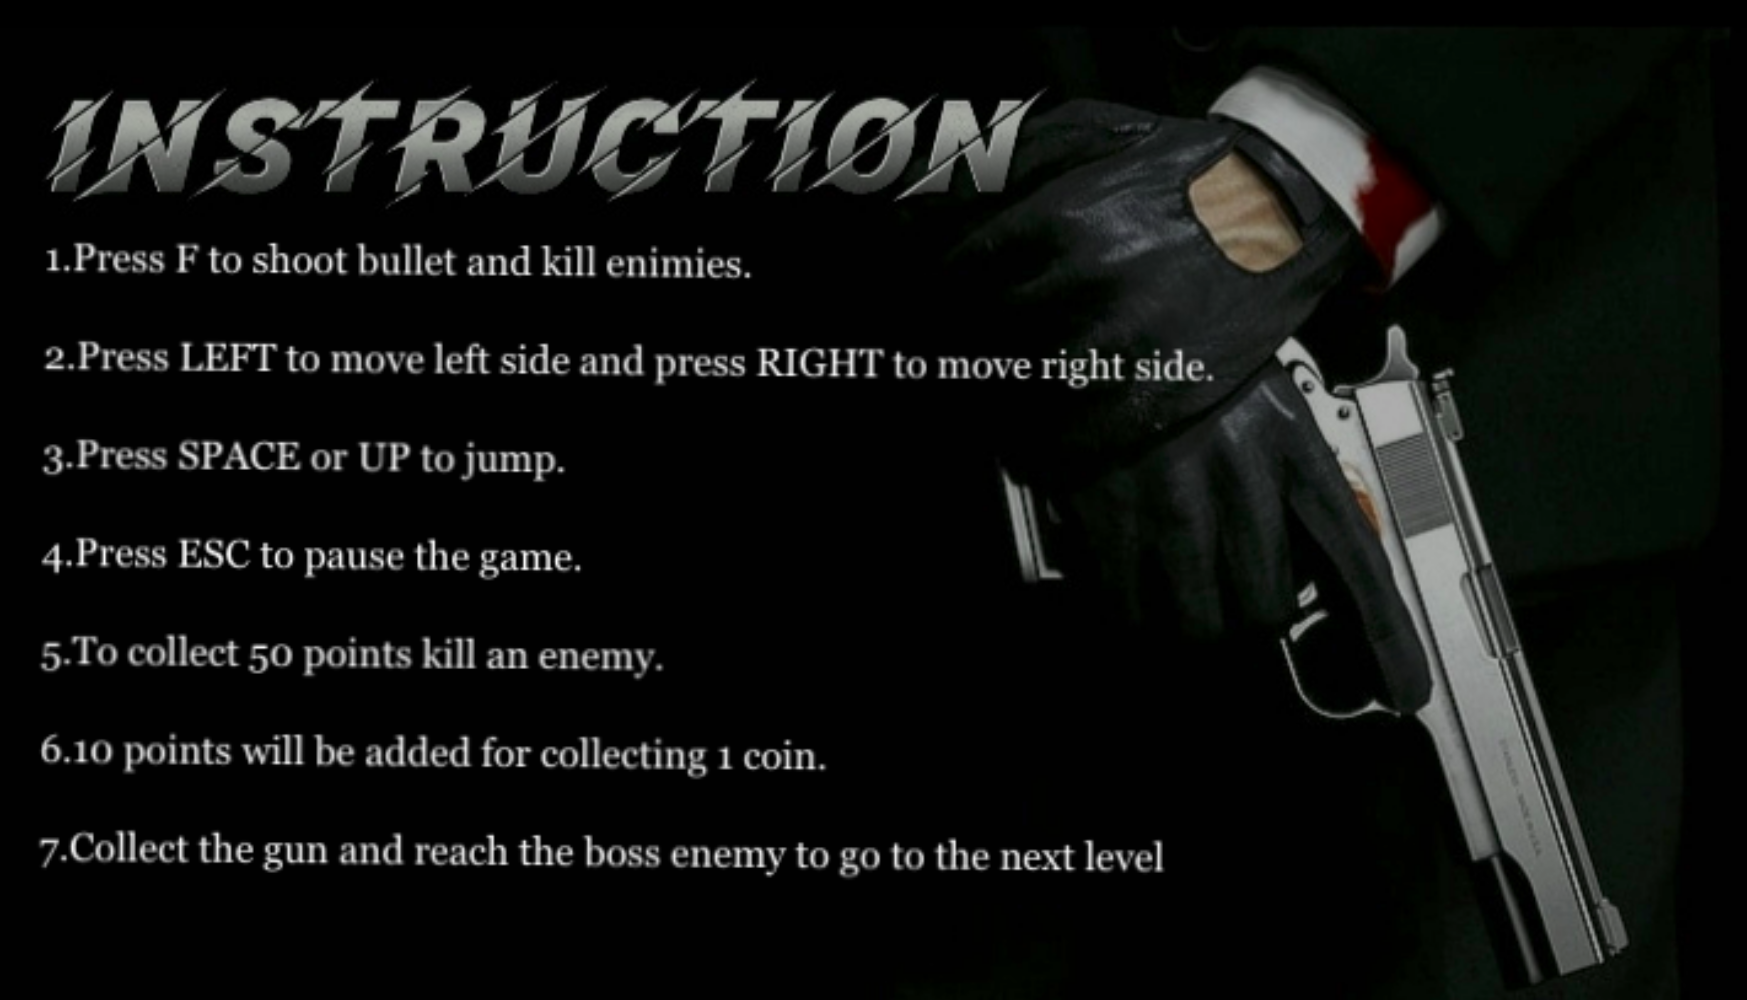 INSTRUCTION
1.Press F to shoot bullet and kill enimies.
2.Press LEFT to move left side and press RIGHT to move right side.
3.Press SPACE or UP to jump.
4.Press ESC to pause the game.
5.To collect 50 points kill an enemy.
6.10 points will be added for collecting 1 coin.
7.Collect the gun and reach the boss enemy to go to the next level